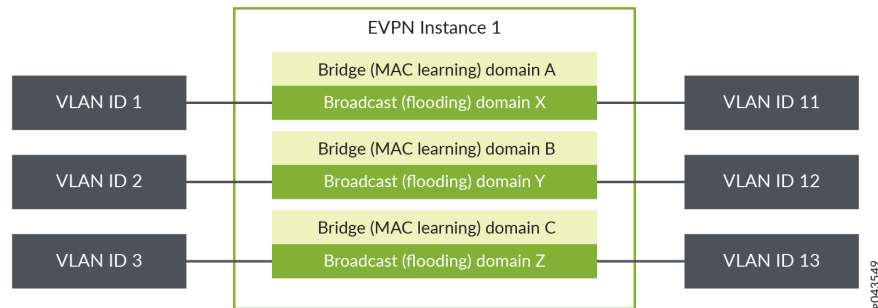 EVPN Instance 1
Bridge (MAC learning) domain A
VLAN ID 1
Broadcast (flooding) domain X
VLAN ID 11
Bridge (MAC learning) domain B
VLAN ID 2
Broadcast (flooding) domain Y
VLAN ID 12
Bridge (MAC learning) domain C
VLAN ID 3
Broadcast (flooding) domain Z
VLAN ID 13
g043549